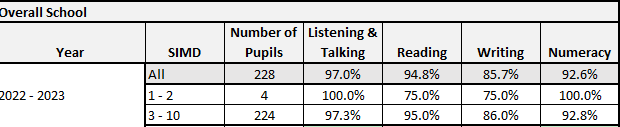 Overall School
Year SIMD Number of Pupils Listening & Talking Reading Writing Numeracy
2022 - 2023 All 228 97.0% 94.8% 85.7% 92.6%
1 - 2 4 100.0% 75.0% 75.0% 100.0%
3 - 10 224 97.3% 95.0% 86.0% 92.8%